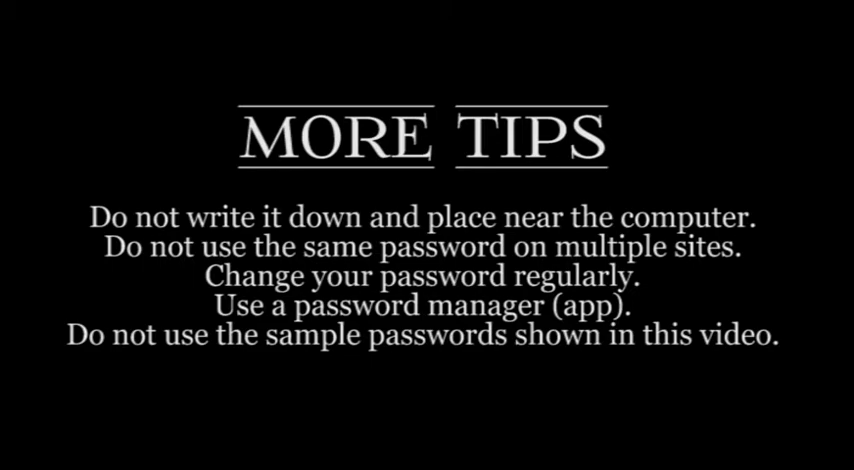 MORE TIPS
Do not write it down and place near the computer.
Do not use the same password on multiple sites.
Change your password regularly.
Use a password manager (app).
Do not use the sample passwords shown in this video.